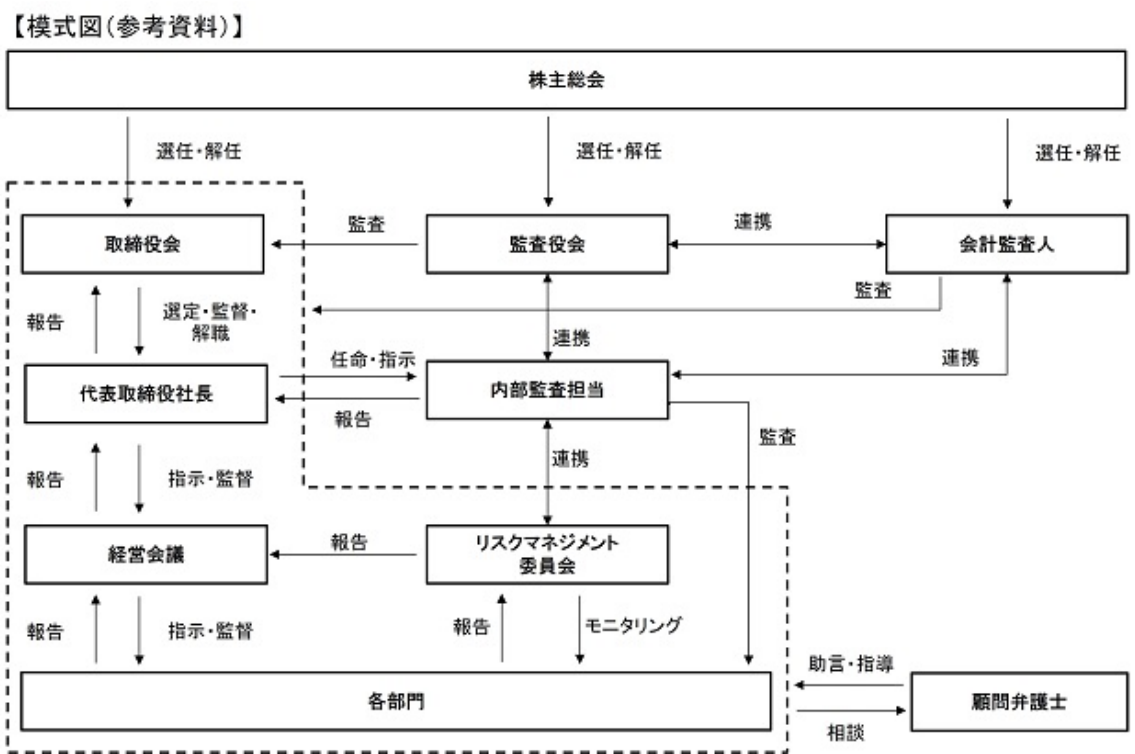 【模式図(参考資料)】
株主総会
選任・解任
選任・解任
選任・解任
取締役会
監査
監査役会
連携
会計監査人
監査
報告
選定・監督・
解職
連携
任命・指示
連携
代表取締役社長
内部監査担当
報告
監査
報告
指示・監督
連携
経営会議
報告
リスクマネジメント
委員会
報告
指示・監督
報告
モニタリング
助言・指導
各部門
顧問弁護士
相談